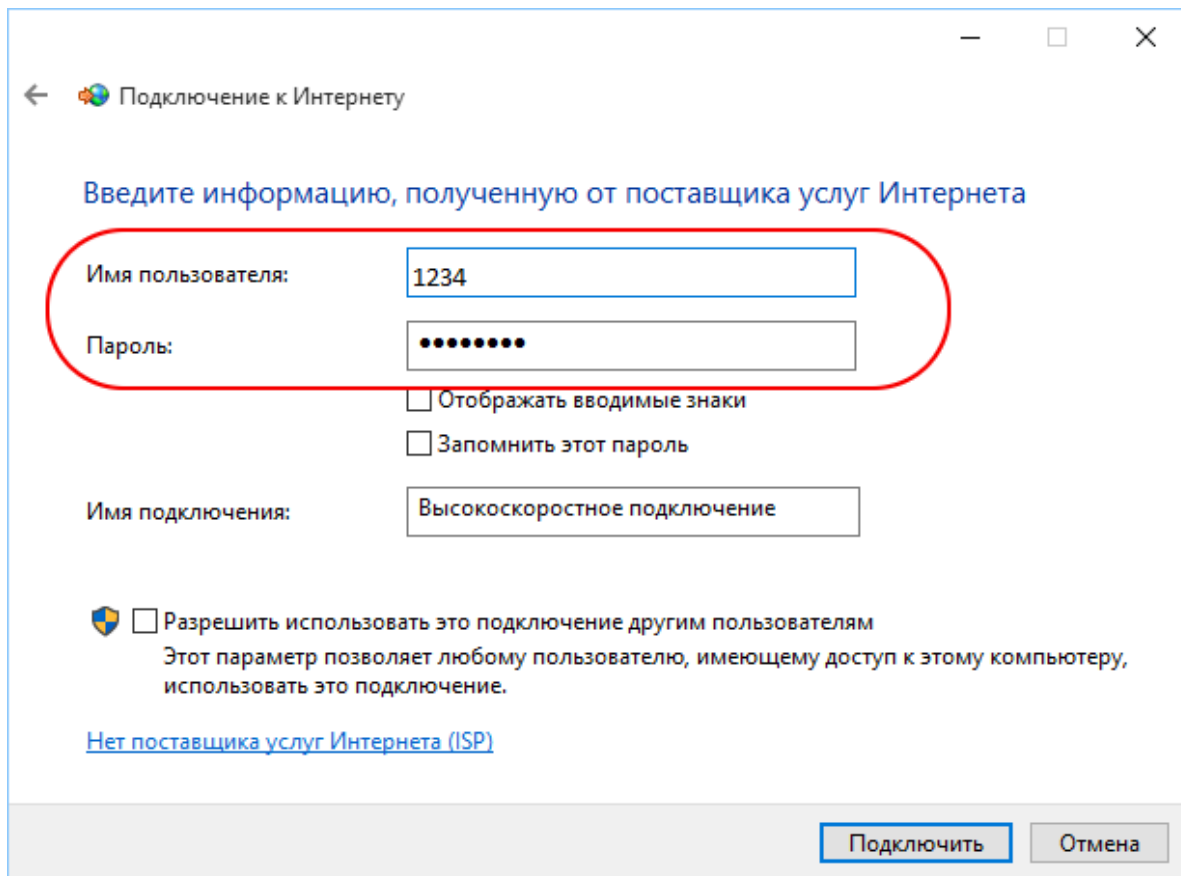 Подключение к Интернету
Введите информацию, полученную от поставщика услуг Интернета
Имя пользователя: 1234
Пароль: ••••••••
Отображать вводимые знаки
Запомнить этот пароль
Имя подключения: Высокоскоростное подключение
Разрешить использовать это подключение другим пользователям
Этот параметр позволяет любому пользователю, имеющему доступ к этому компьютеру,
использовать это подключение.
Нет поставщика услуг Интернета (ISP)
Подключить Отмена